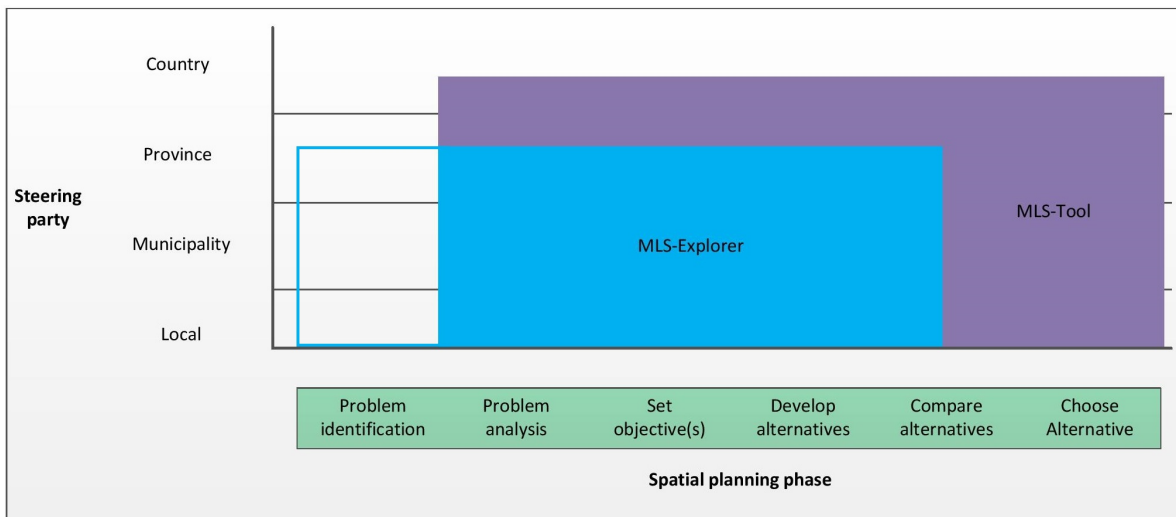 Country
Province
Steering
party
MLS-Tool
Municipality
MLS-Explorer
Local
Problem
identification
Problem
analysis
Set
objective(s)
Develop
alternatives
Compare
alternatives
Choose
Alternative
Spatial planning phase